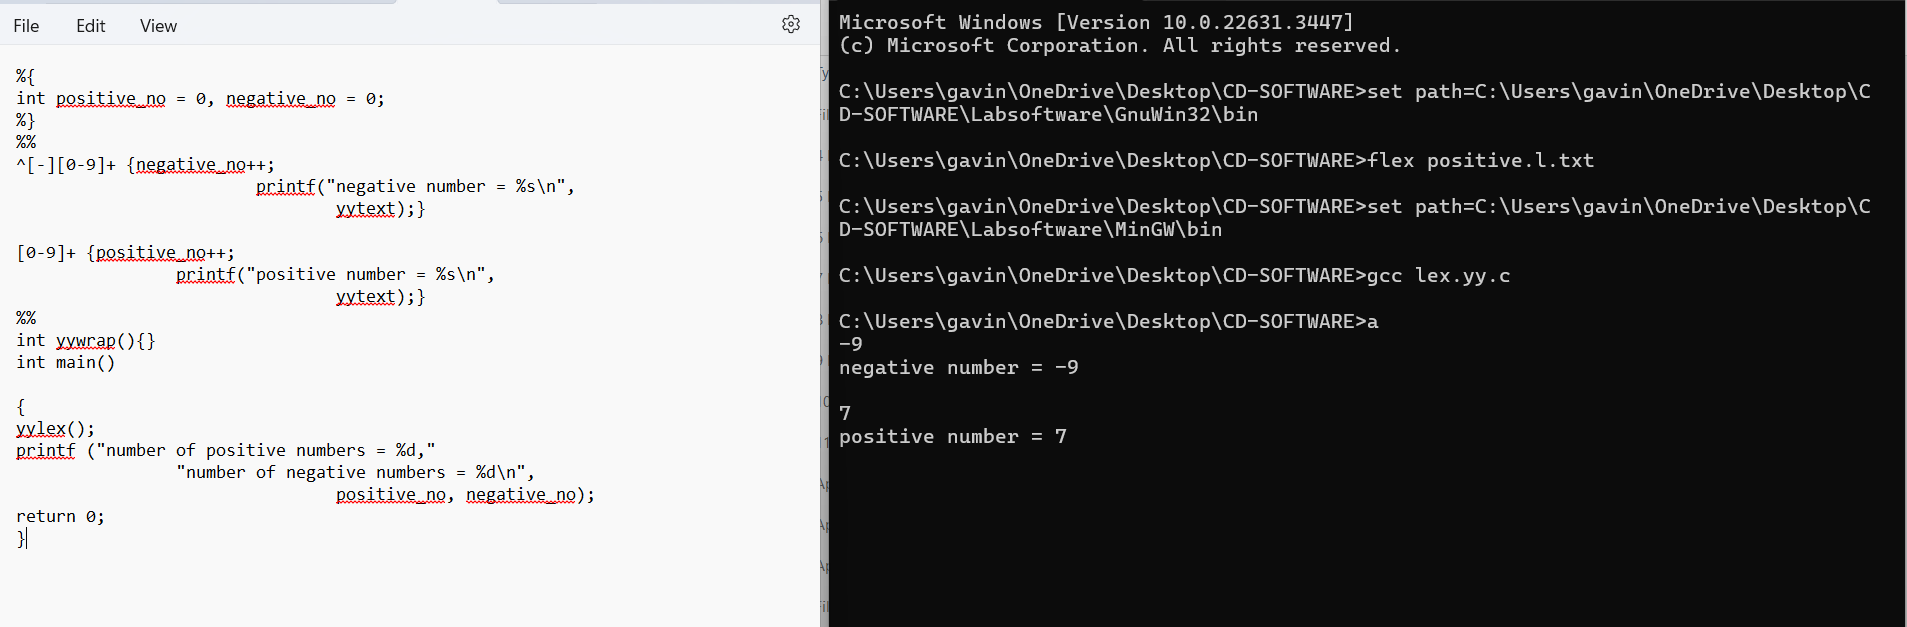 File Edit View
%{
int positive_no = 0, negative_no = 0;
%}
%%
^[-][0-9]+ {negative_no++;
printf("negative number = %s\n",
yytext);}
[0-9]+ {positive_no++;
printf("positive number = %s\n",
yytext);}
%%
int yywrap(){}
int main()
{
yylex();
printf ("number of positive numbers = %d,"
"number of negative numbers = %d\n",
positive_no, negative_no);
return 0;
}
Microsoft Windows [Version 10.0.22631.3447]
(c) Microsoft Corporation. All rights reserved.
C:\Users\gavin\OneDrive\Desktop\CD-SOFTWARE>set path=C:\Users\gavin\OneDrive\Desktop\C
D-SOFTWARE\Labsoftware\GnuWin32\bin
C:\Users\gavin\OneDrive\Desktop\CD-SOFTWARE>flex positive.l.txt
C:\Users\gavin\OneDrive\Desktop\CD-SOFTWARE>set path=C:\Users\gavin\OneDrive\Desktop\C
D-SOFTWARE\Labsoftware\MinGW\bin
C:\Users\gavin\OneDrive\Desktop\CD-SOFTWARE>gcc lex.yy.c
C:\Users\gavin\OneDrive\Desktop\CD-SOFTWARE>a
-9
negative number = -9
7
positive number = 7